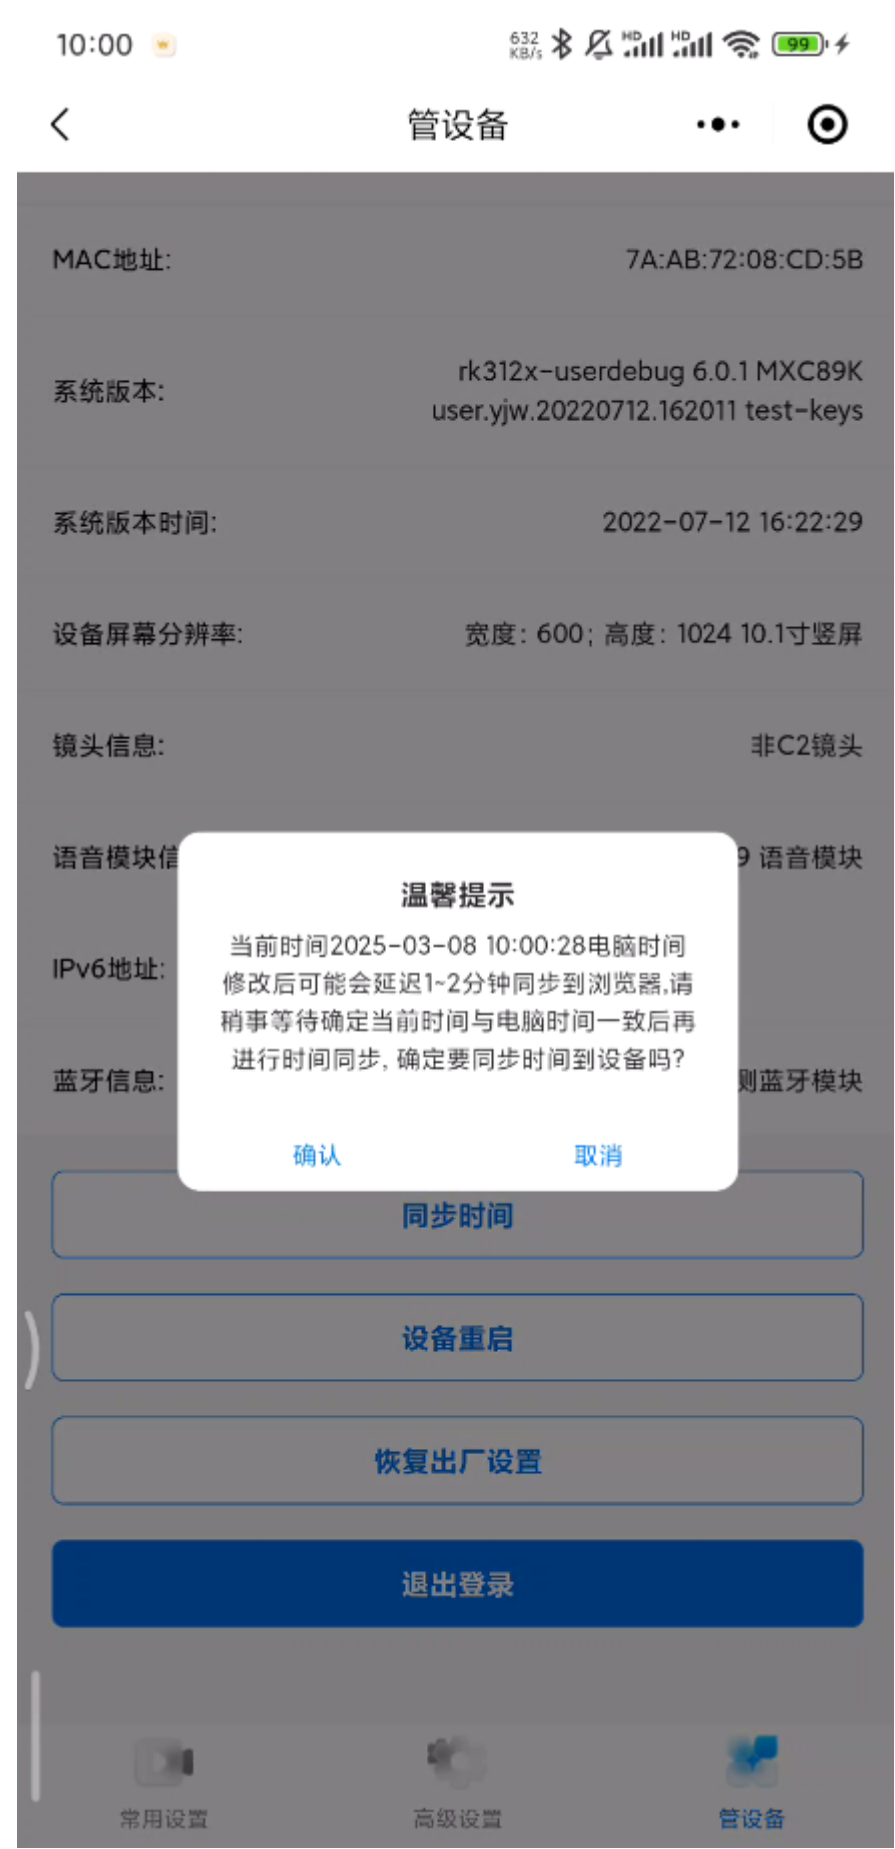 10:00
632 KB/s HD HD 99
管设备
MAC地址: 7A:AB:72:08:CD:5B
系统版本: rk312x-userdebug 6.0.1 MXC89K
user.yjw.20220712.162011 test-keys
系统版本时间: 2022-07-12 16:22:29
设备屏幕分辨率: 宽度: 600; 高度: 1024 10.1寸竖屏
镜头信息: 非C2镜头
语音模块信 9 语音模块
IPv6地址:
蓝牙信息: 测蓝牙模块
温馨提示
当前时间2025-03-08 10:00:28电脑时间
修改后可能会延迟1~2分钟同步到浏览器,请
稍事等待确定当前时间与电脑时间一致后再
进行时间同步, 确定要同步时间到设备吗?
确认 取消
同步时间
设备重启
恢复出厂设置
退出登录
常用设置 高级设置 管设备